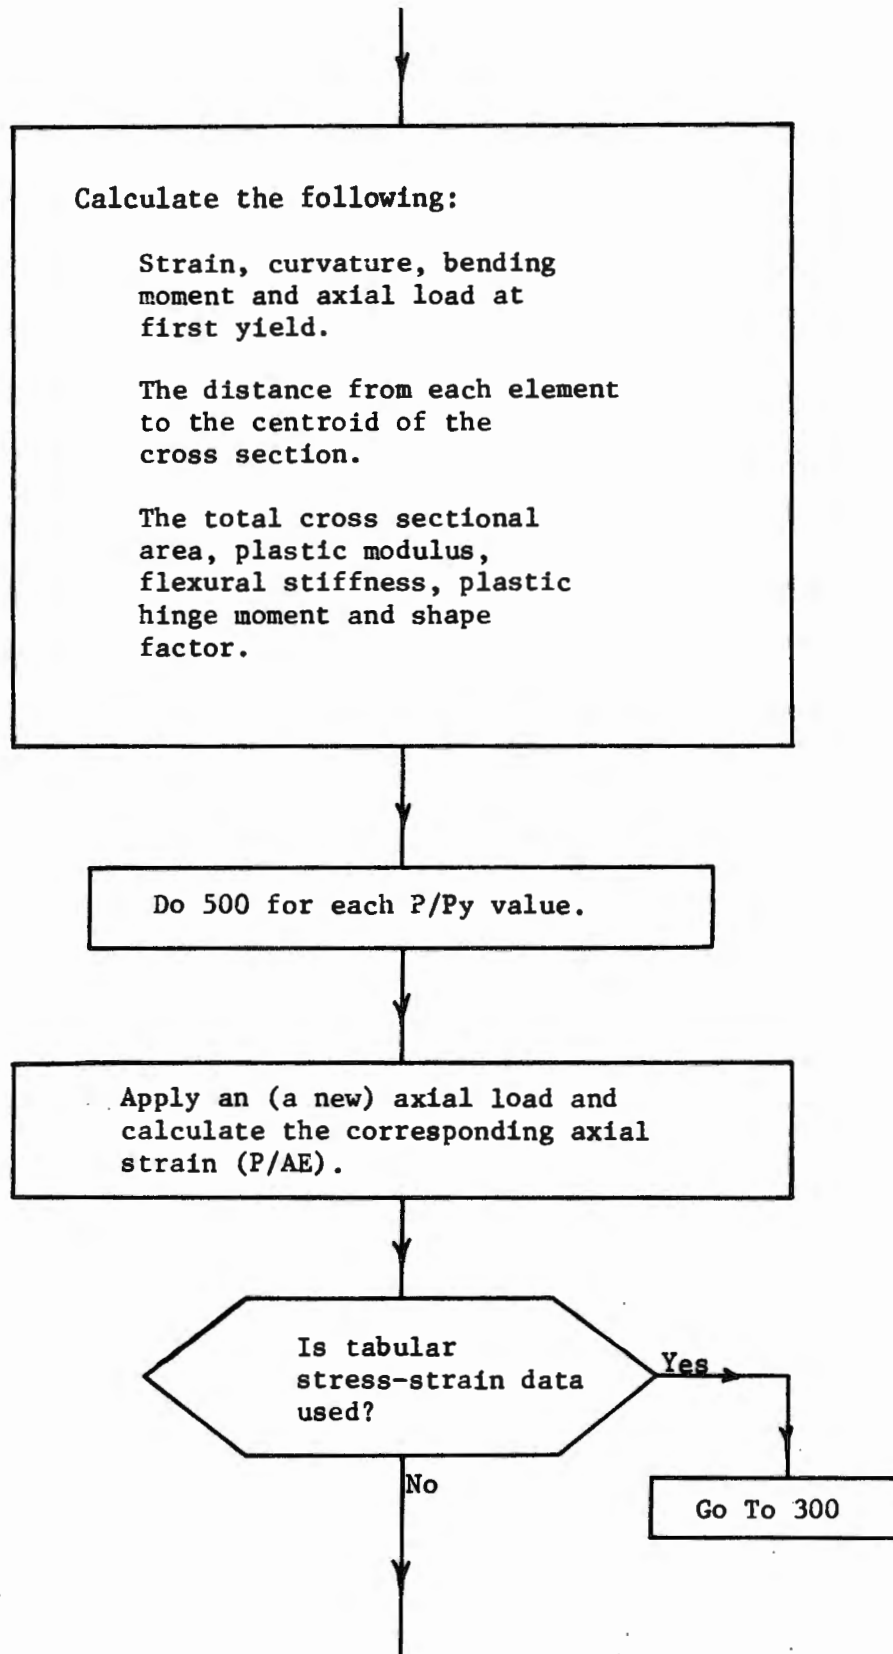 Calculate the following:
Strain, curvature, bending
moment and axial load at
first yield.
The distance from each element
to the centroid of the
cross section.
The total cross sectional
area, plastic modulus,
flexural stiffness, plastic
hinge moment and shape
factor.
Do 500 for each P/Py value.
Apply an (a new) axial load and
calculate the corresponding axial
strain (P/AE).
Is tabular
stress-strain data
used?
Yes
No
Go To 300